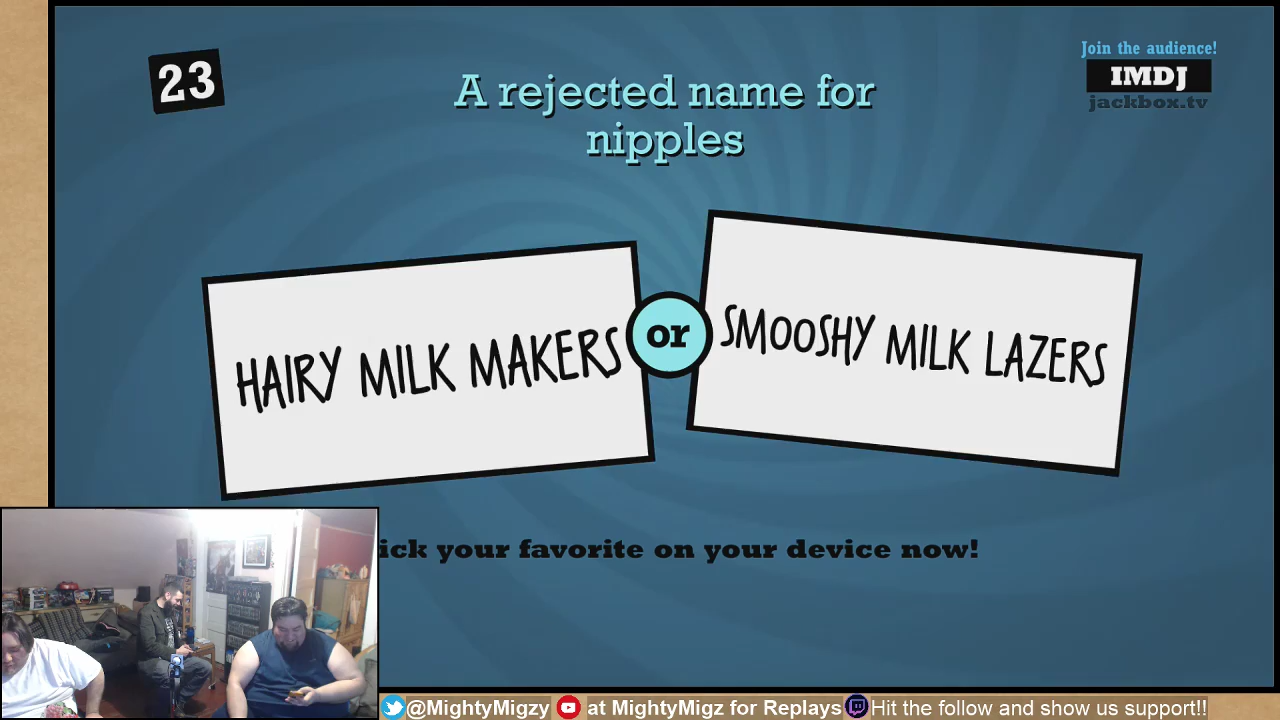 23
A rejected name for
nipples
Join the audience!
IMDJ
jackbox.tv
HAIRY MILK MAKERS
or
SMOOSHY MILK LAZERS
ick your favorite on your device now!
@MightyMigzy at MightyMigz for Replays Hit the follow and show us support!!